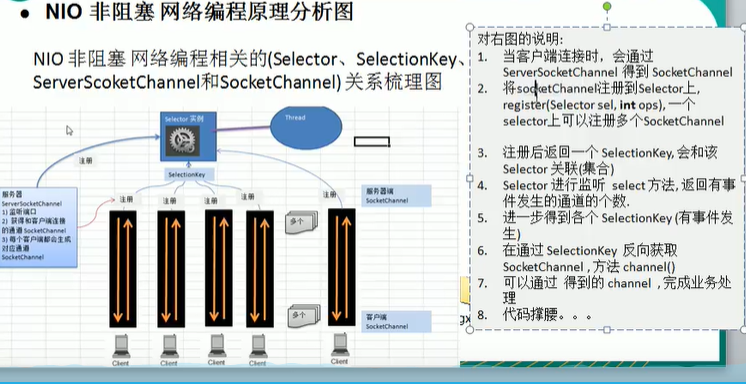 • NIO 非阻塞 网络编程原理分析图
NIO 非阻塞 网络编程相关的(Selector、SelectionKey、
ServerScoketChannel和SocketChannel) 关系梳理图
Selector 实例
Thread
注册
SelectionKey
服务器
ServerSocketChannel
1) 监听端口
2) 获得和客户端连接
的通道 SocketChannel
3) 每个客户端都会生成
对应通道
SocketChannel
注册
注册
注册
注册
注册
服务器端
SocketChannel
多个
多个
客户端
SocketChannel
Client
Client
Client
Client
Client
对右图的说明:
1. 当客户端连接时，会通过
ServerSocketChannel 得到 SocketChannel
2. 将socketChannel注册到Selector上,
register(Selector sel, int ops), 一个
selector上可以注册多个SocketChannel
3. 注册后返回一个 SelectionKey, 会和该
Selector 关联(集合)
4. Selector 进行监听 select 方法, 返回有事
件发生的通道的个数.
5. 进一步得到各个 SelectionKey (有事件发
生)
6. 在通过 SelectionKey 反向获取
SocketChannel , 方法 channel()
7. 可以通过 得到的 channel , 完成业务处
理
8. 代码撑腰。。。